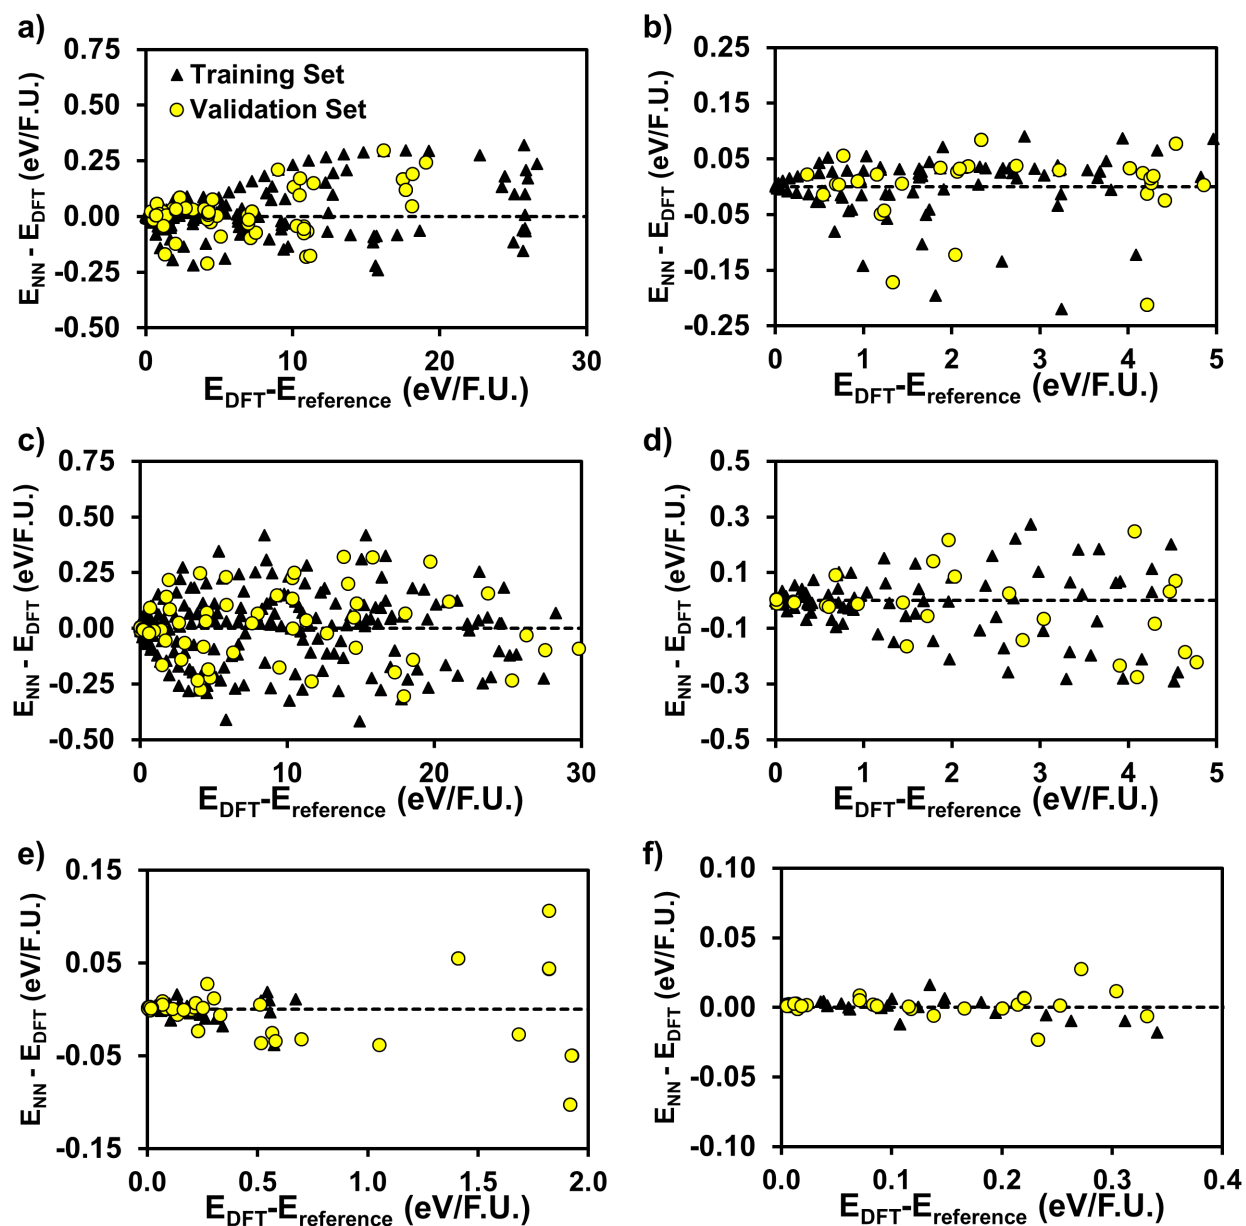 a)
0.75
0.50
0.25
0.00
-0.25
-0.50
E_NN - E_DFT (eV/F.U.)
Training Set
Validation Set
0 10 20 30
E_DFT-E_reference (eV/F.U.)
b)
0.25
0.15
0.05
-0.05
-0.15
-0.25
E_NN - E_DFT (eV/F.U.)
0 1 2 3 4 5
E_DFT-E_reference (eV/F.U.)
c)
0.75
0.50
0.25
0.00
-0.25
-0.50
E_NN - E_DFT (eV/F.U.)
0 10 20 30
E_DFT-E_reference (eV/F.U.)
d)
0.5
0.3
0.1
-0.1
-0.3
-0.5
E_NN - E_DFT (eV/F.U.)
0 1 2 3 4 5
E_DFT-E_reference (eV/F.U.)
e)
0.15
0.05
-0.05
-0.15
E_NN - E_DFT (eV/F.U.)
0.0 0.5 1.0 1.5 2.0
E_DFT-E_reference (eV/F.U.)
f)
0.10
0.05
0.00
-0.05
-0.10
E_NN - E_DFT (eV/F.U.)
0.0 0.1 0.2 0.3 0.4
E_DFT-E_reference (eV/F.U.)